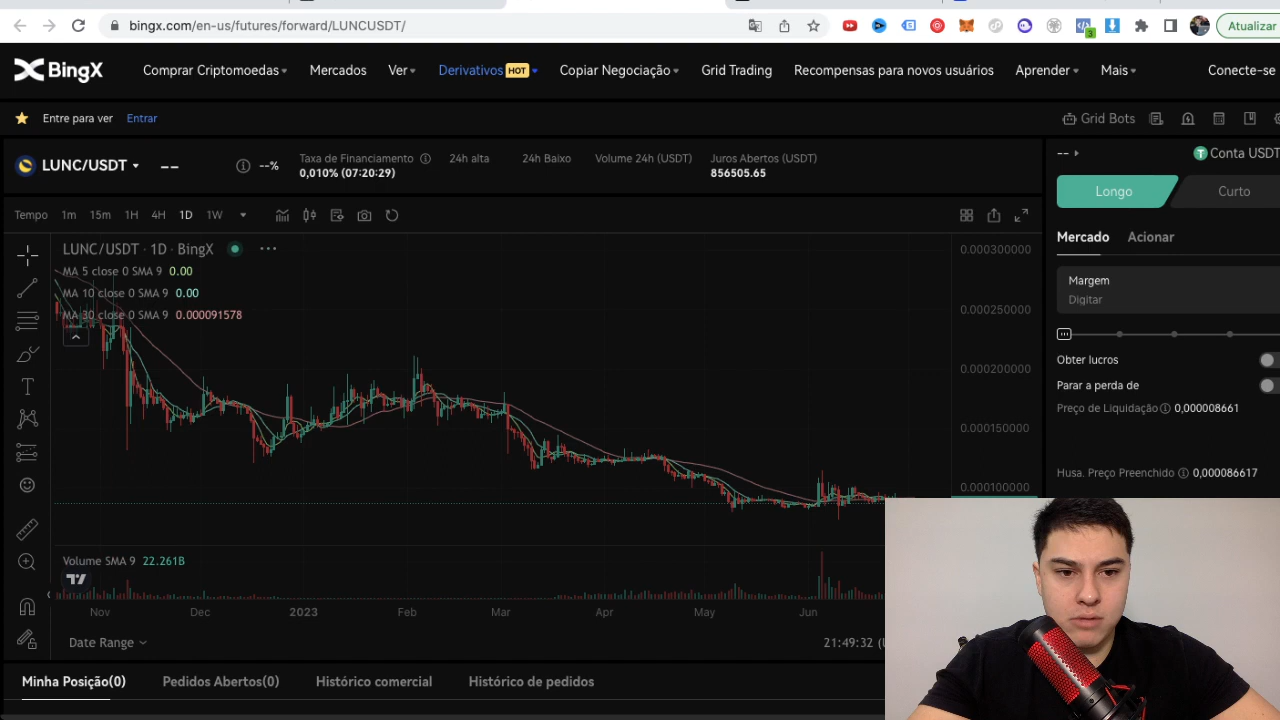 bingx.com/en-us/futures/forward/LUNCUSDT/
3
Atualizar
BingX
Comprar Criptomoedas
Mercados
Ver
Derivativos HOT
Copiar Negociação
Grid Trading
Recompensas para novos usuários
Aprender
Mais
Conecte-se
Entre para ver
Entrar
Grid Bots
LUNC/USDT
--
--%
Taxa de Financiamento
0,010% (07:20:29)
24h alta
24h Baixo
Volume 24h (USDT)
Juros Abertos (USDT)
856505.65
--
T Conta USDT
Longo
Curto
Tempo
1m
15m
1H
4H
1D
1W
Mercado
Acionar
LUNC/USDT · 1D · BingX
MA 5 close 0 SMA 9 0.00
MA 10 close 0 SMA 9 0.00
MA 30 close 0 SMA 9 0.000091578
0.000300000
0.000250000
0.000200000
0.000150000
0.000100000
Margem
Digitar
Obter lucros
Parar a perda de
Preço de Liquidação 0,000008661
Husa. Preço Preenchido 0,000086617
Volume SMA 9 22.261B
Nov
Dec
2023
Feb
Mar
Apr
May
Jun
Date Range
21:49:32
Minha Posição(0)
Pedidos Abertos(0)
Histórico comercial
Histórico de pedidos